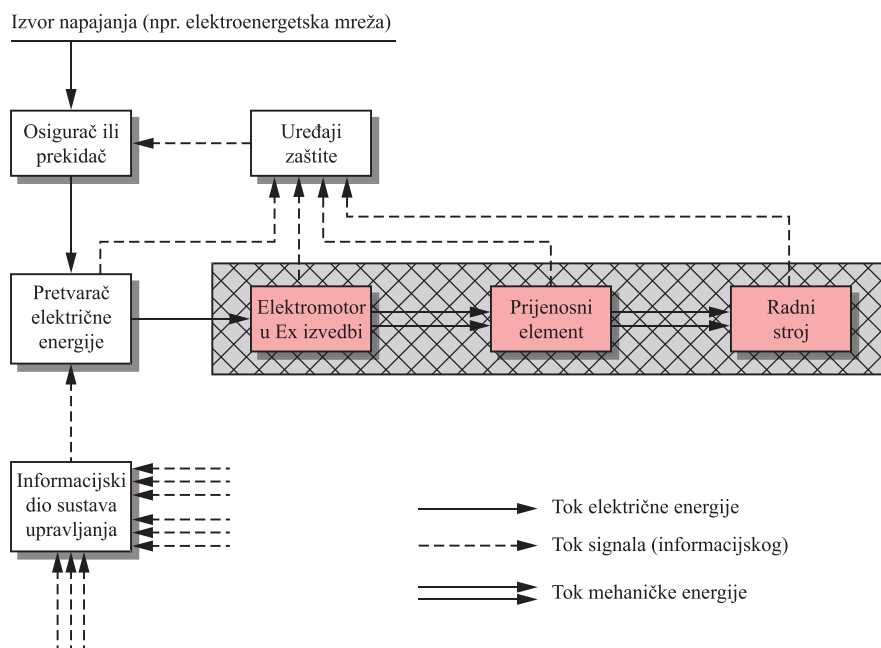 Izvor napajanja (npr. elektroenergetska mreža)
Osigurač ili
prekidač
Uređaji
zaštite
Pretvarač
električne
energije
Elektromotor
u Ex izvedbi
Prijenosni
element
Radni
stroj
Informacijski
dio sustava
upravljanja
Tok električne energije
Tok signala (informacijskog)
Tok mehaničke energije